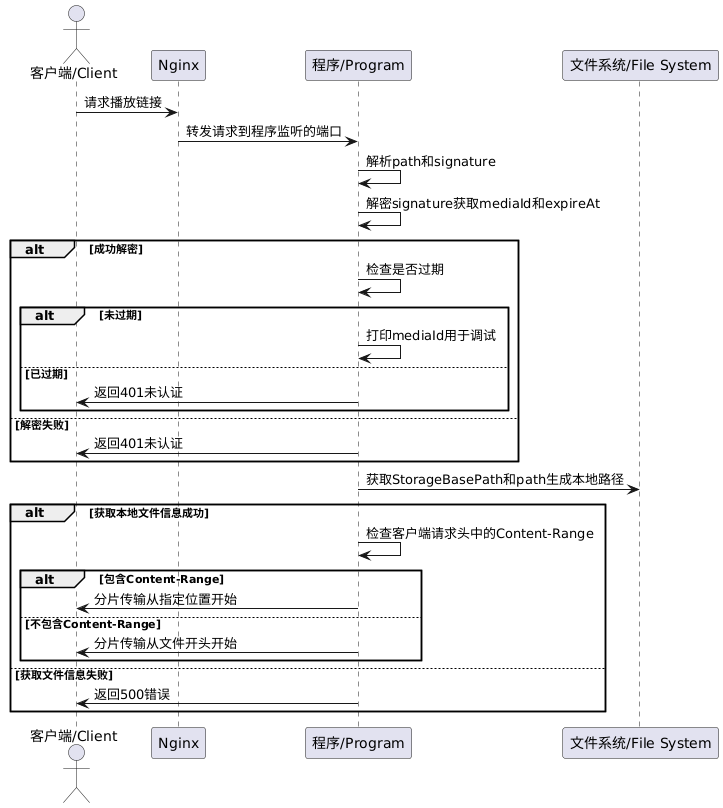 客户端/Client
Nginx
程序/Program
文件系统/File System
请求播放链接
转发请求到程序监听的端口
解析path和signature
解密signature获取mediaId和expireAt
alt [成功解密]
检查是否过期
alt [未过期]
打印mediaId用于调试
[已过期]
返回401未认证
[解密失败]
返回401未认证
获取StorageBasePath和path生成本地路径
alt [获取本地文件信息成功]
检查客户端请求头中的Content-Range
alt [包含Content-Range]
分片传输从指定位置开始
[不包含Content-Range]
分片传输从文件开头开始
[获取文件信息失败]
返回500错误
客户端/Client
Nginx
程序/Program
文件系统/File System